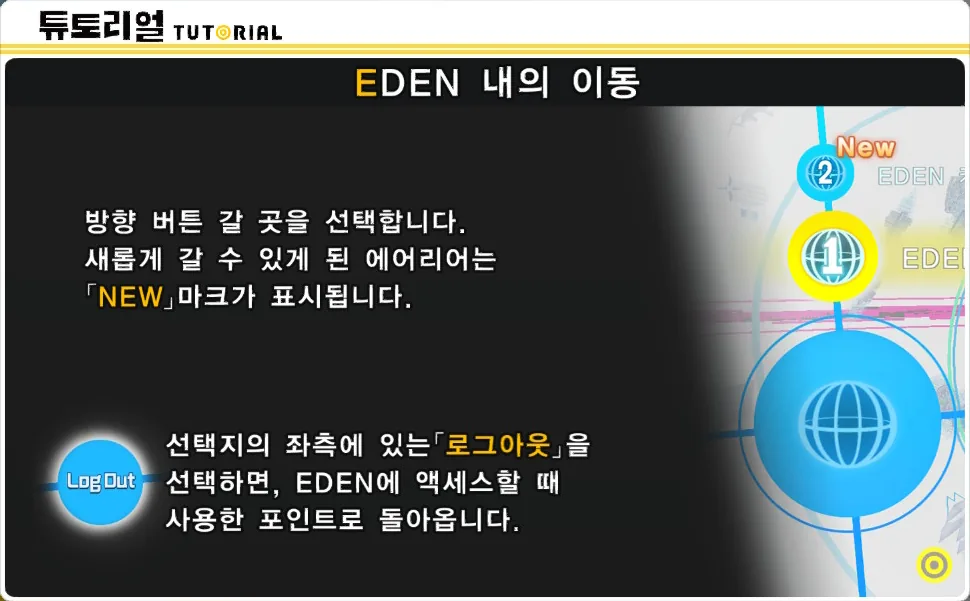 튜토리얼 TUTORIAL
EDEN 내의 이동
New
2
EDEN
1
EDEN
방향 버튼 갈 곳을 선택합니다.
새롭게 갈 수 있게 된 에어리어는
「NEW」마크가 표시됩니다.
Log Out
선택지의 좌측에 있는「로그아웃」을
선택하면, EDEN에 액세스할 때
사용한 포인트로 돌아옵니다.